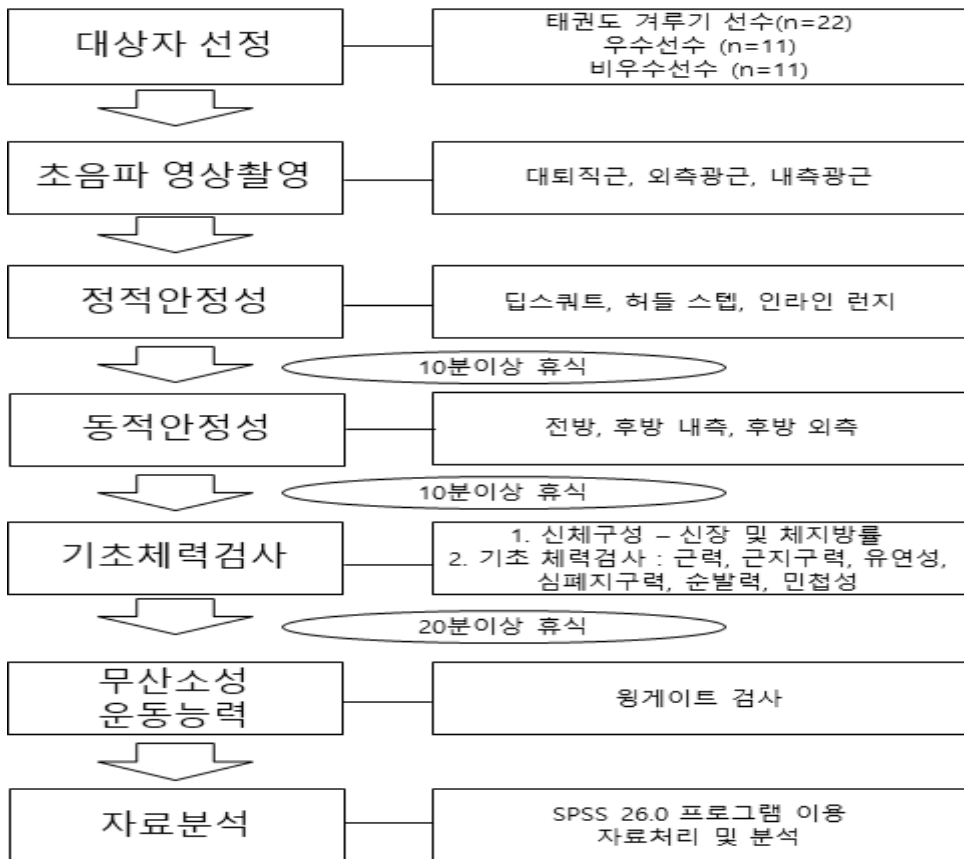 대상자 선정
태권도 겨루기 선수(n=22)
우수선수 (n=11)
비우수선수 (n=11)
초음파 영상촬영
대퇴직근, 외측광근, 내측광근
정적안정성
딥스쿼트, 허들 스텝, 인라인 런지
10분이상 휴식
동적안정성
전방, 후방 내측, 후방 외측
10분이상 휴식
기초체력검사
1. 신체구성 – 신장 및 체지방률
2. 기초 체력검사 : 근력, 근지구력, 유연성,
심폐지구력, 순발력, 민첩성
20분이상 휴식
무산소성
운동능력
윙게이트 검사
자료분석
SPSS 26.0 프로그램 이용
자료처리 및 분석